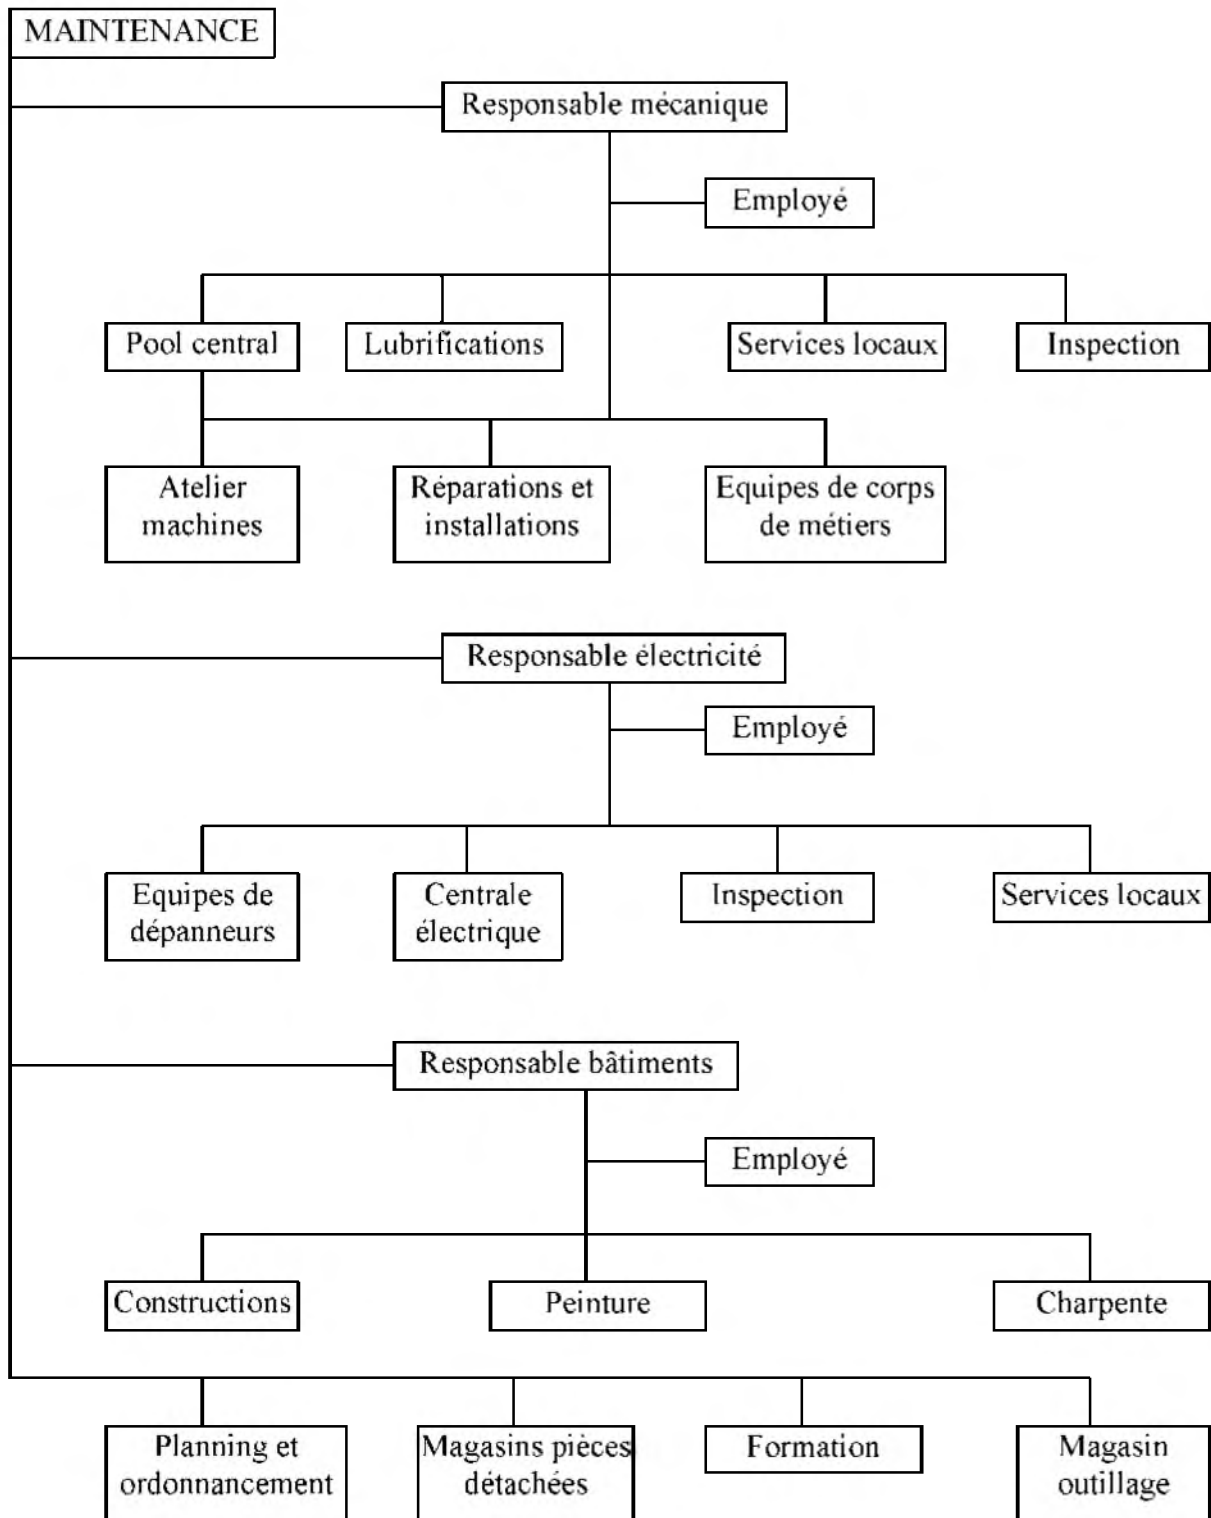 MAINTENANCE
Responsable mécanique
Employé
Pool central
Lubrifications
Services locaux
Inspection
Atelier
machines
Réparations et
installations
Equipes de corps
de métiers
Responsable électricité
Employé
Equipes de
dépanneurs
Centrale
électrique
Inspection
Services locaux
Responsable bâtiments
Employé
Constructions
Peinture
Charpente
Planning et
ordonnancement
Magasins pièces
détachées
Formation
Magasin
outillage